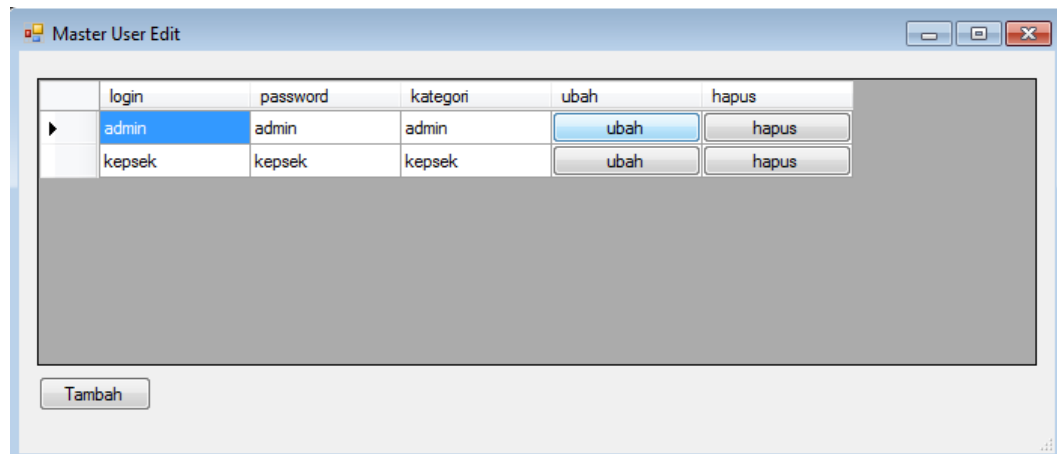 Master User Edit
login password kategori ubah hapus
admin admin admin ubah hapus
kepsek kepsek kepsek ubah hapus
Tambah